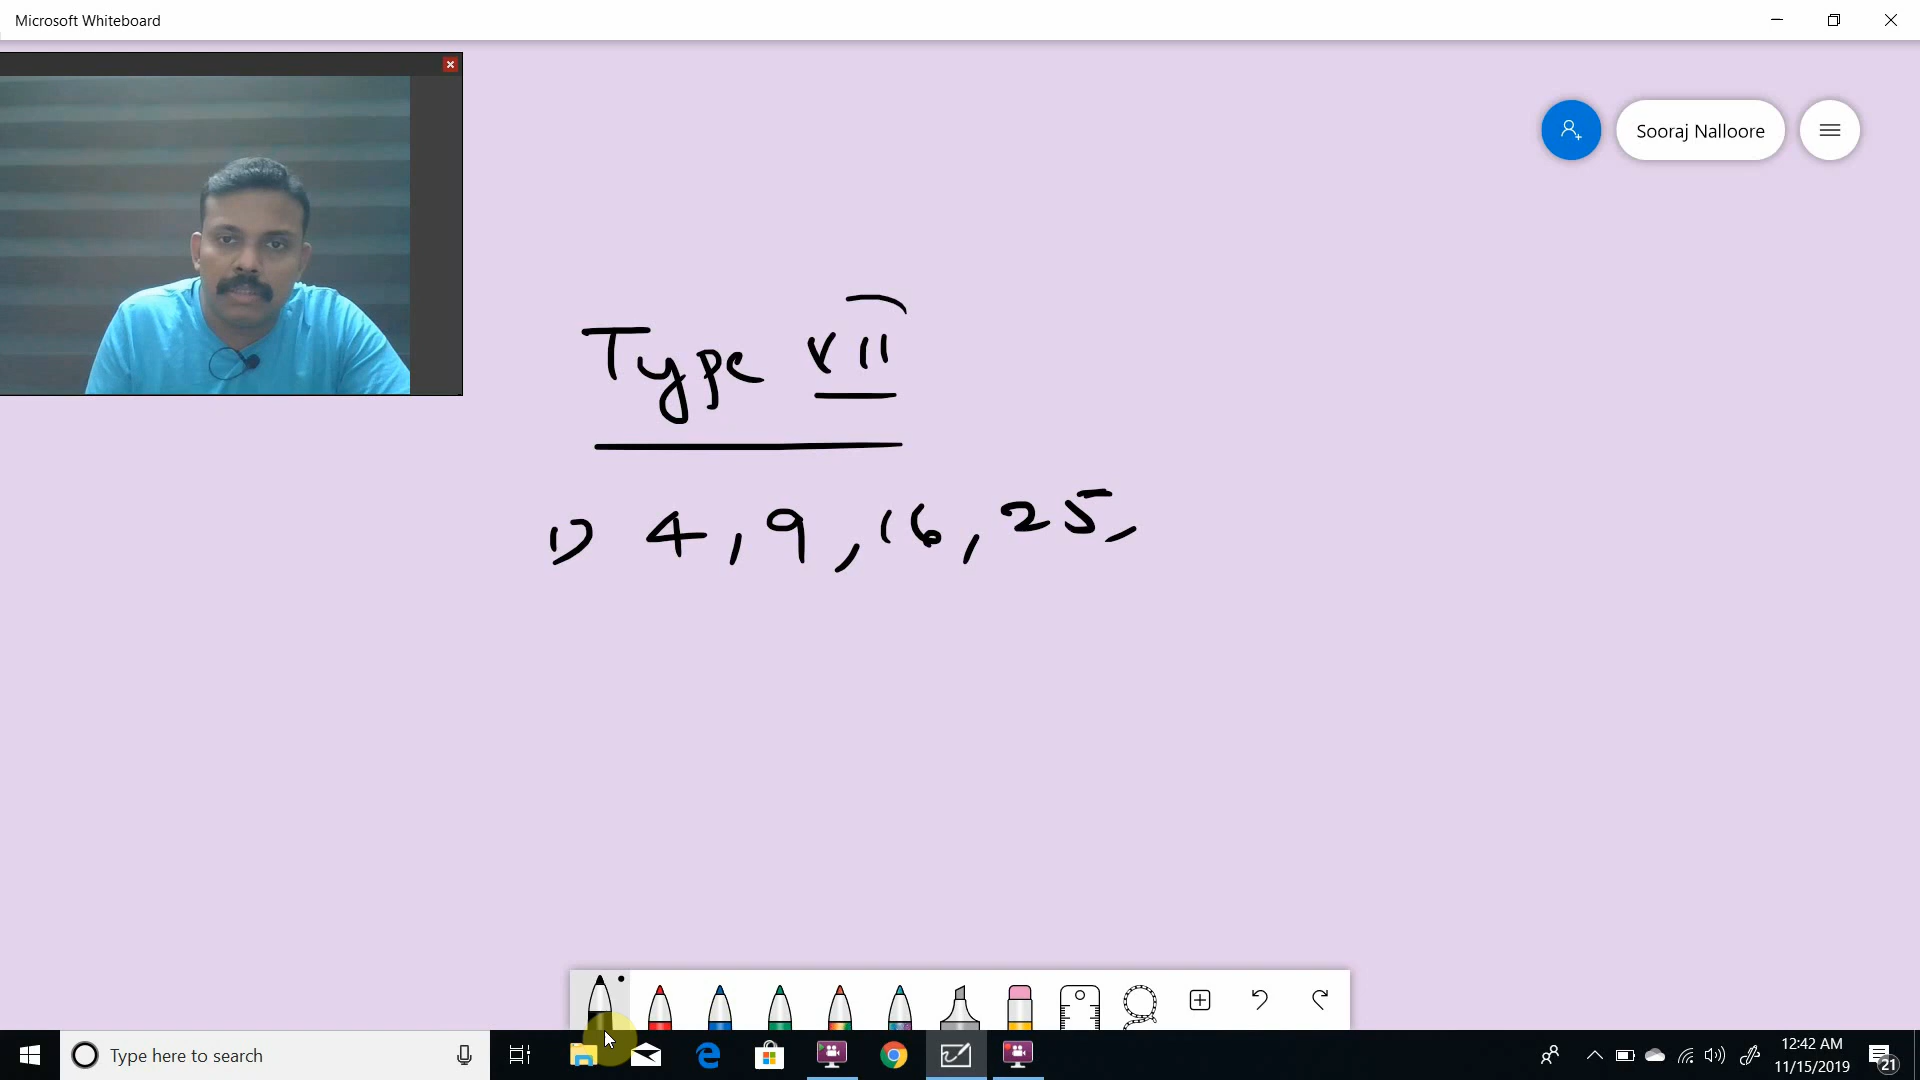 Microsoft Whiteboard
Sooraj Nalloore
Type VII
1) 4, 9, 16, 25,
Type here to search
12:42 AM
11/15/2019
21